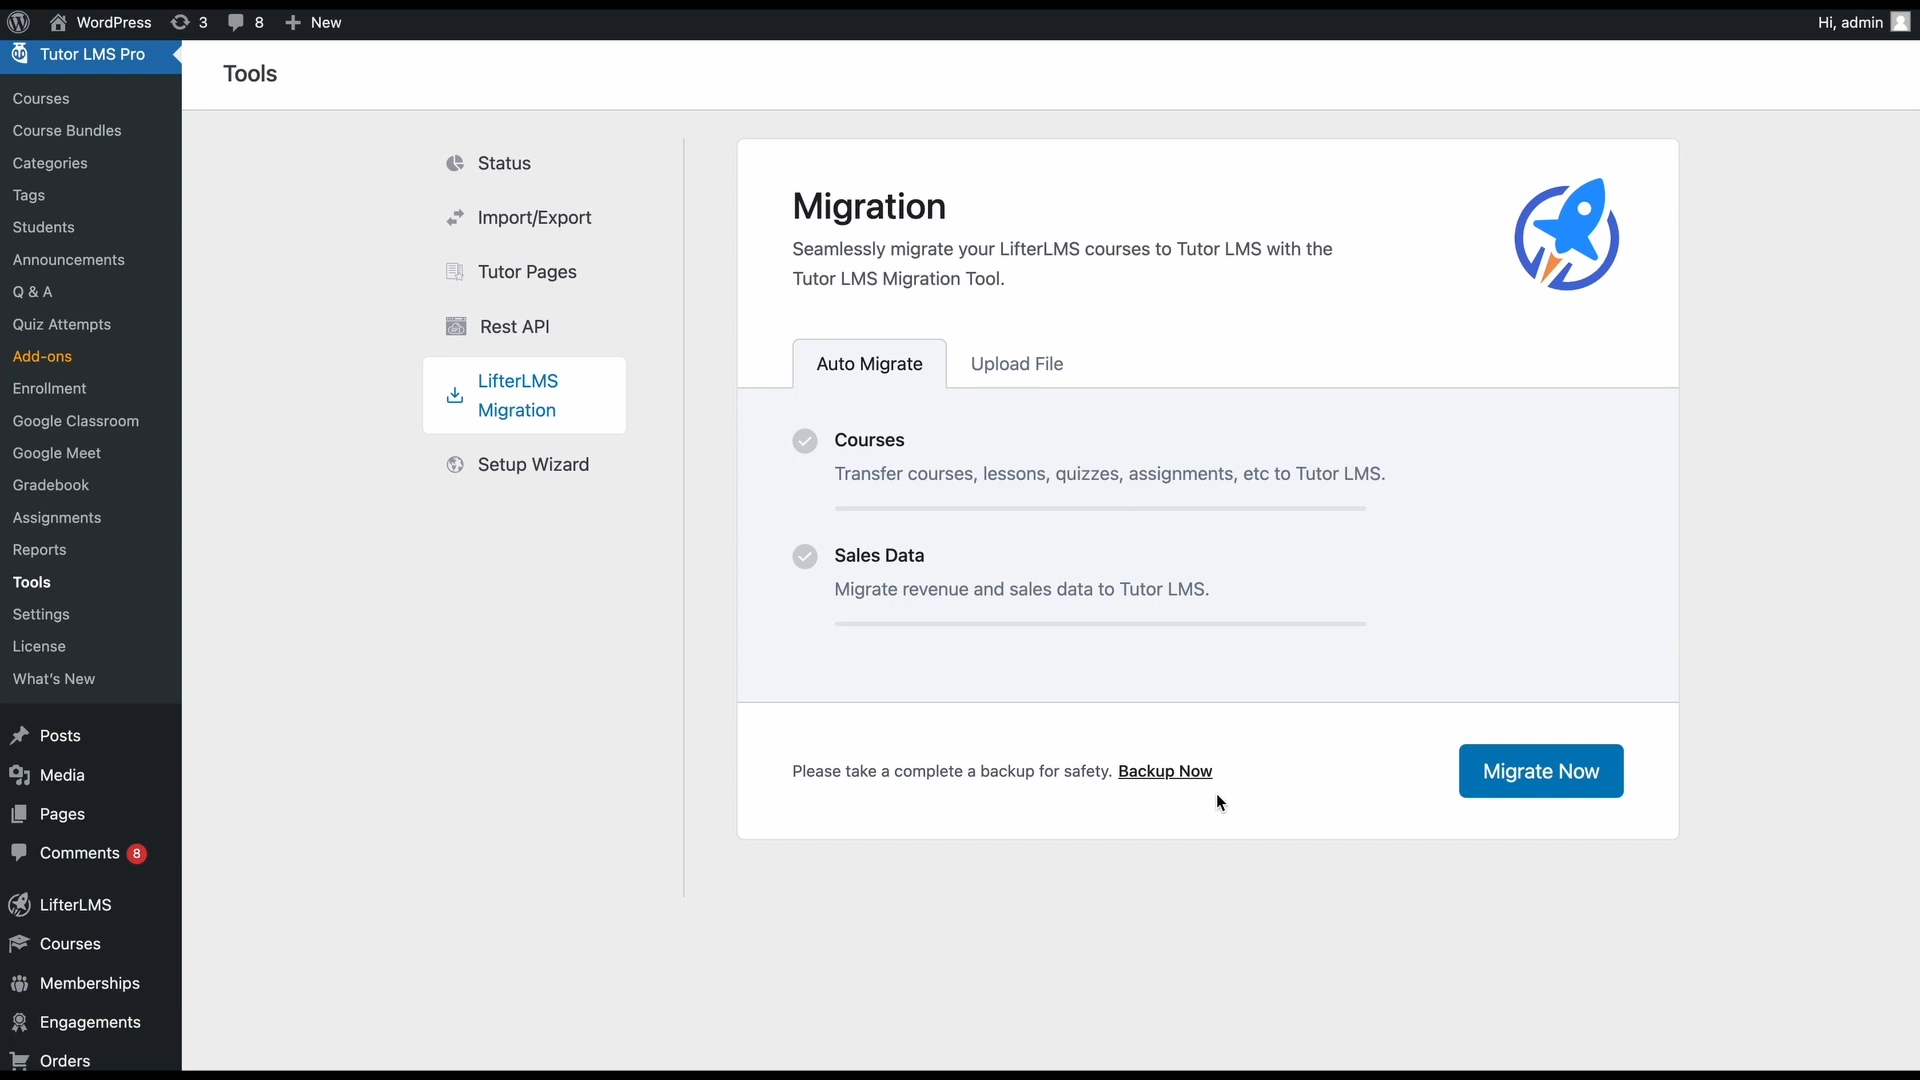 WordPress 3 8 New Hi, admin
Tutor LMS Pro
Courses
Course Bundles
Categories
Tags
Students
Announcements
Q & A
Quiz Attempts
Add-ons
Enrollment
Google Classroom
Google Meet
Gradebook
Assignments
Reports
Tools
Settings
License
What's New
Posts
Media
Pages
Comments 8
LifterLMS
Courses
Memberships
Engagements
Orders
Tools
Status
Import/Export
Tutor Pages
Rest API
LifterLMS
Migration
Setup Wizard
Migration
Seamlessly migrate your LifterLMS courses to Tutor LMS with the
Tutor LMS Migration Tool.
Auto Migrate Upload File
Courses
Transfer courses, lessons, quizzes, assignments, etc to Tutor LMS.
Sales Data
Migrate revenue and sales data to Tutor LMS.
Please take a complete a backup for safety. Backup Now
Migrate Now